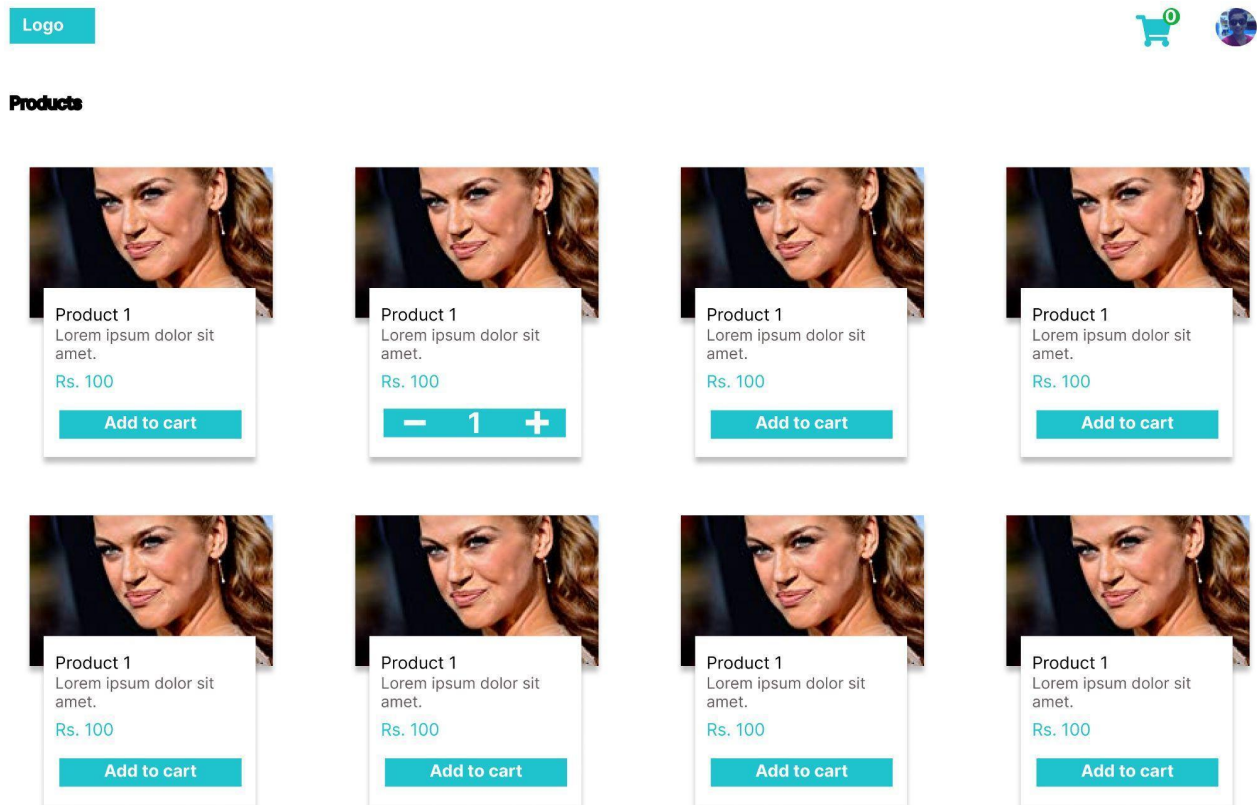 Logo
0
Products
Product 1
Lorem ipsum dolor sit
amet.
Rs. 100
Add to cart
Product 1
Lorem ipsum dolor sit
amet.
Rs. 100
− 1 +
Product 1
Lorem ipsum dolor sit
amet.
Rs. 100
Add to cart
Product 1
Lorem ipsum dolor sit
amet.
Rs. 100
Add to cart
Product 1
Lorem ipsum dolor sit
amet.
Rs. 100
Add to cart
Product 1
Lorem ipsum dolor sit
amet.
Rs. 100
Add to cart
Product 1
Lorem ipsum dolor sit
amet.
Rs. 100
Add to cart
Product 1
Lorem ipsum dolor sit
amet.
Rs. 100
Add to cart